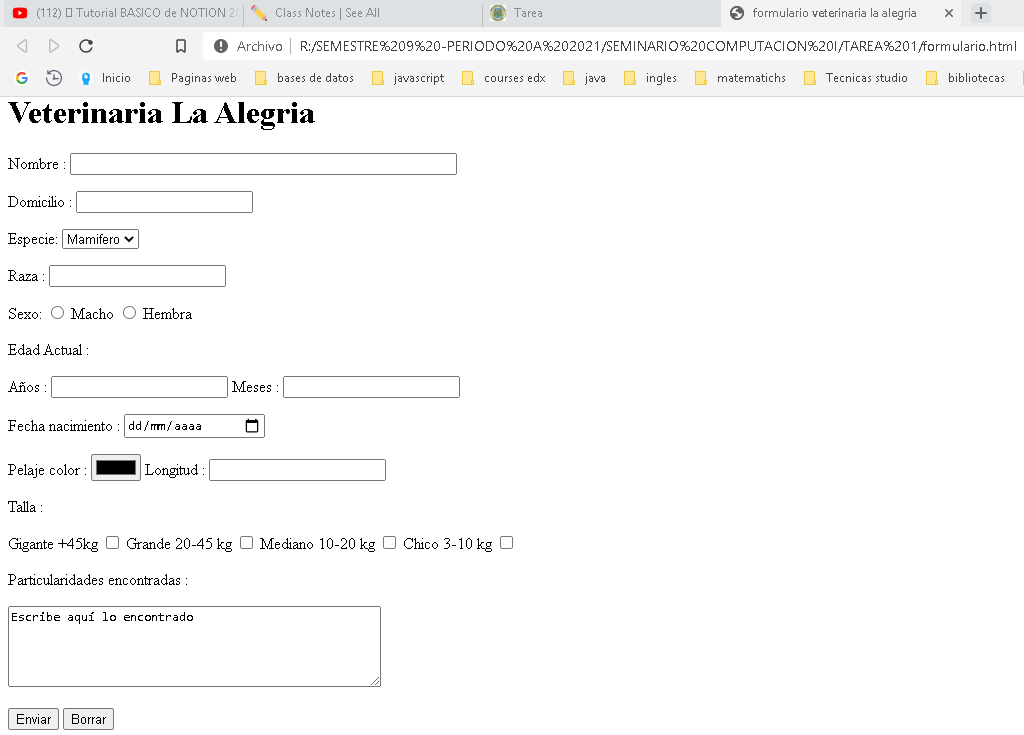 (112) Tutorial BASICO de NOTION 20 Class Notes | See All Tarea formulario veterinaria la alegria
Archivo R:/SEMESTRE%209%20-PERIODO%20A%202021/SEMINARIO%20COMPUTACION%20I/TAREA%201/formulario.html
Inicio Paginas web bases de datos javascript courses edx java ingles matematichs Tecnicas studio bibliotecas
Veterinaria La Alegria
Nombre :
Domicilio :
Especie: Mamifero
Raza :
Sexo: Macho Hembra
Edad Actual :
Años : Meses :
Fecha nacimiento : dd/mm/aaaa
Pelaje color : Longitud :
Talla :
Gigante +45kg Grande 20-45 kg Mediano 10-20 kg Chico 3-10 kg
Particularidades encontradas :
Escribe aquí lo encontrado
Enviar Borrar